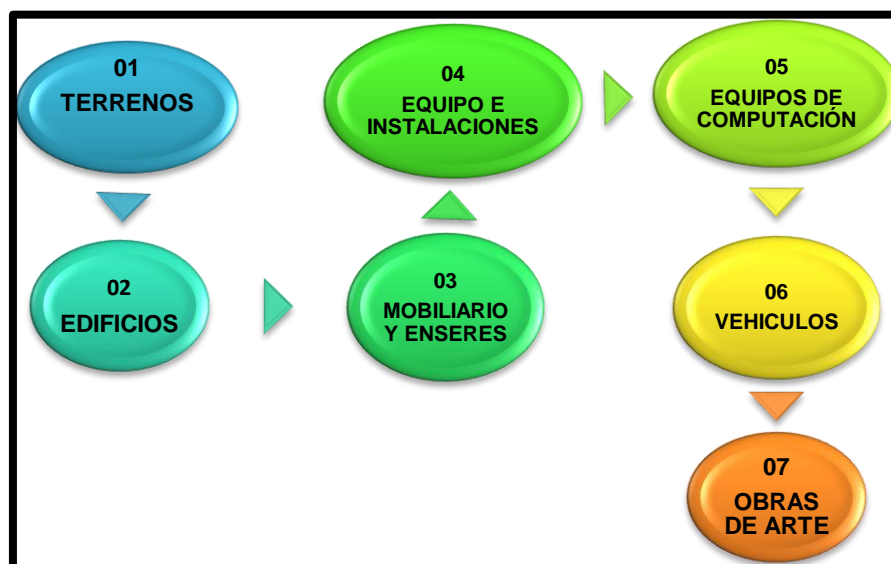 01
TERRENOS
02
EDIFICIOS
03
MOBILIARIO
Y ENSERES
04
EQUIPO E
INSTALACIONES
05
EQUIPOS DE
COMPUTACIÓN
06
VEHICULOS
07
OBRAS
DE ARTE